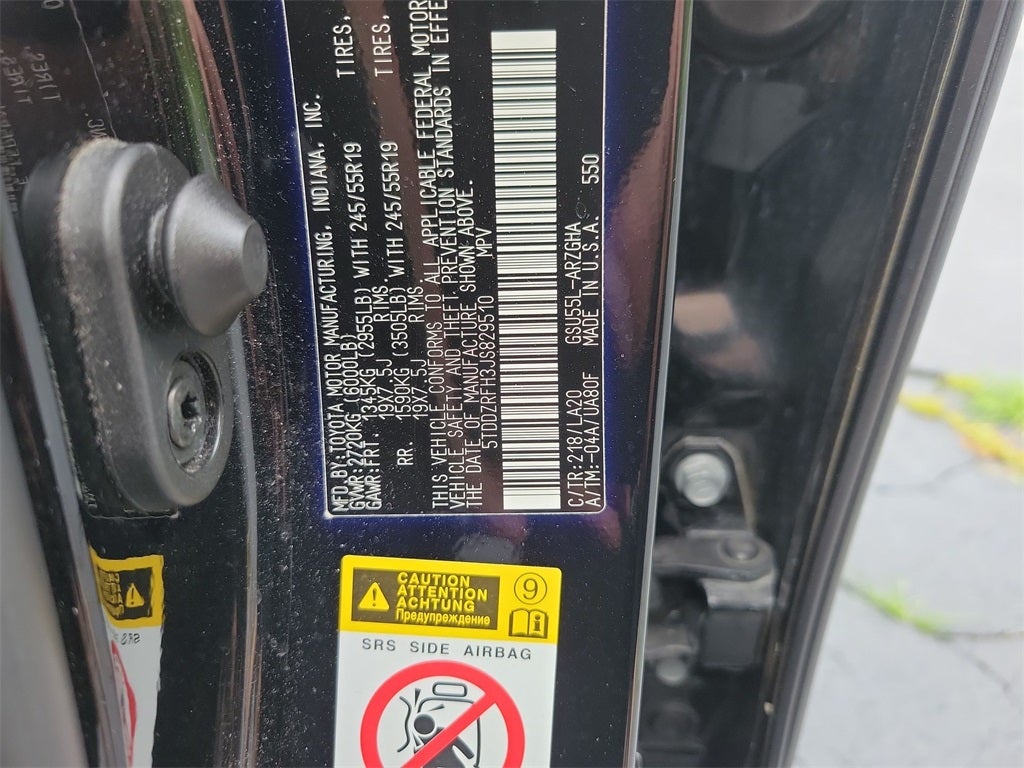 MFD.BY:TOYOTA MOTOR MANUFACTURING, INDIANA, INC.
GVWR:2720KG (6000LB)
GAWR:FRT. 1345KG (2955LB) WITH 245/55R19 TIRES.
19X7.5J RIMS
RR. 1590KG (3505LB) WITH 245/55R19 TIRES.
19X7.5J RIMS
THIS VEHICLE CONFORMS TO ALL APPLICABLE FEDERAL MOTOR
VEHICLE SAFETY AND THEFT PREVENTION STANDARDS IN EFFE
THE DATE OF MANUFACTURE SHOWN ABOVE.
5TDDZRFH3JS829510 MPV
C/TR:218/LA20 GSU55L-ARZGHA
A/TM:-04A/UA80F MADE IN U.S.A. 550
CAUTION
ATTENTION
ACHTUNG
Предупреждение
9
i
SRS SIDE AIRBAG